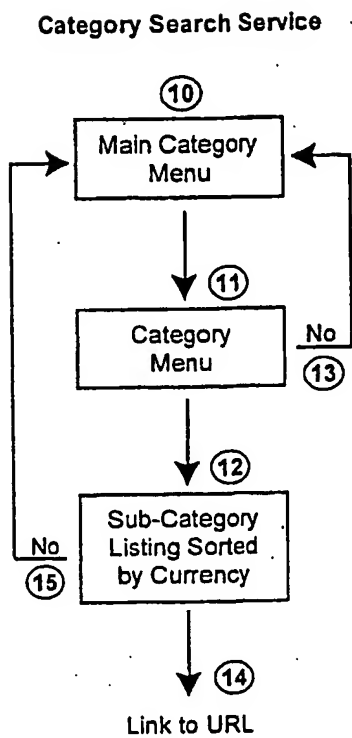 Category Search Service
10
Main Category
Menu
11
Category
Menu
No
13
12
Sub-Category
Listing Sorted
by Currency
No
15
14
Link to URL